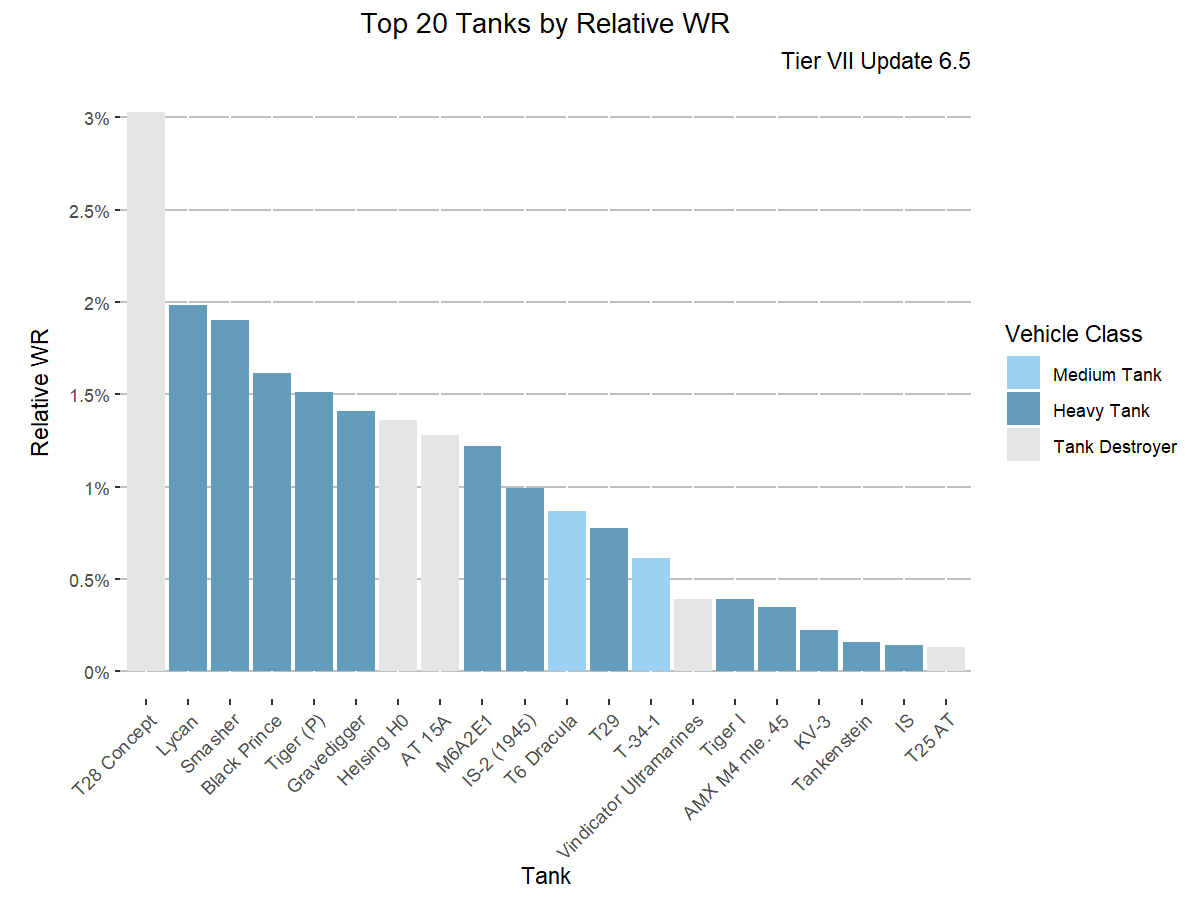 Top 20 Tanks by Relative WR
Tier VII Update 6.5
Relative WR
3%
2.5%
2%
1.5%
1%
0.5%
0%
T28 Concept
Lycan
Smasher
Black Prince
Tiger (P)
Gravedigger
Helsing H0
AT 15A
M6A2E1
IS-2 (1945)
T6 Dracula
T29
T-34-1
Vindicator Ultramarines
Tiger I
AMX M4 mle. 45
KV-3
Tankenstein
IS
T25 AT
Tank
Vehicle Class
Medium Tank
Heavy Tank
Tank Destroyer